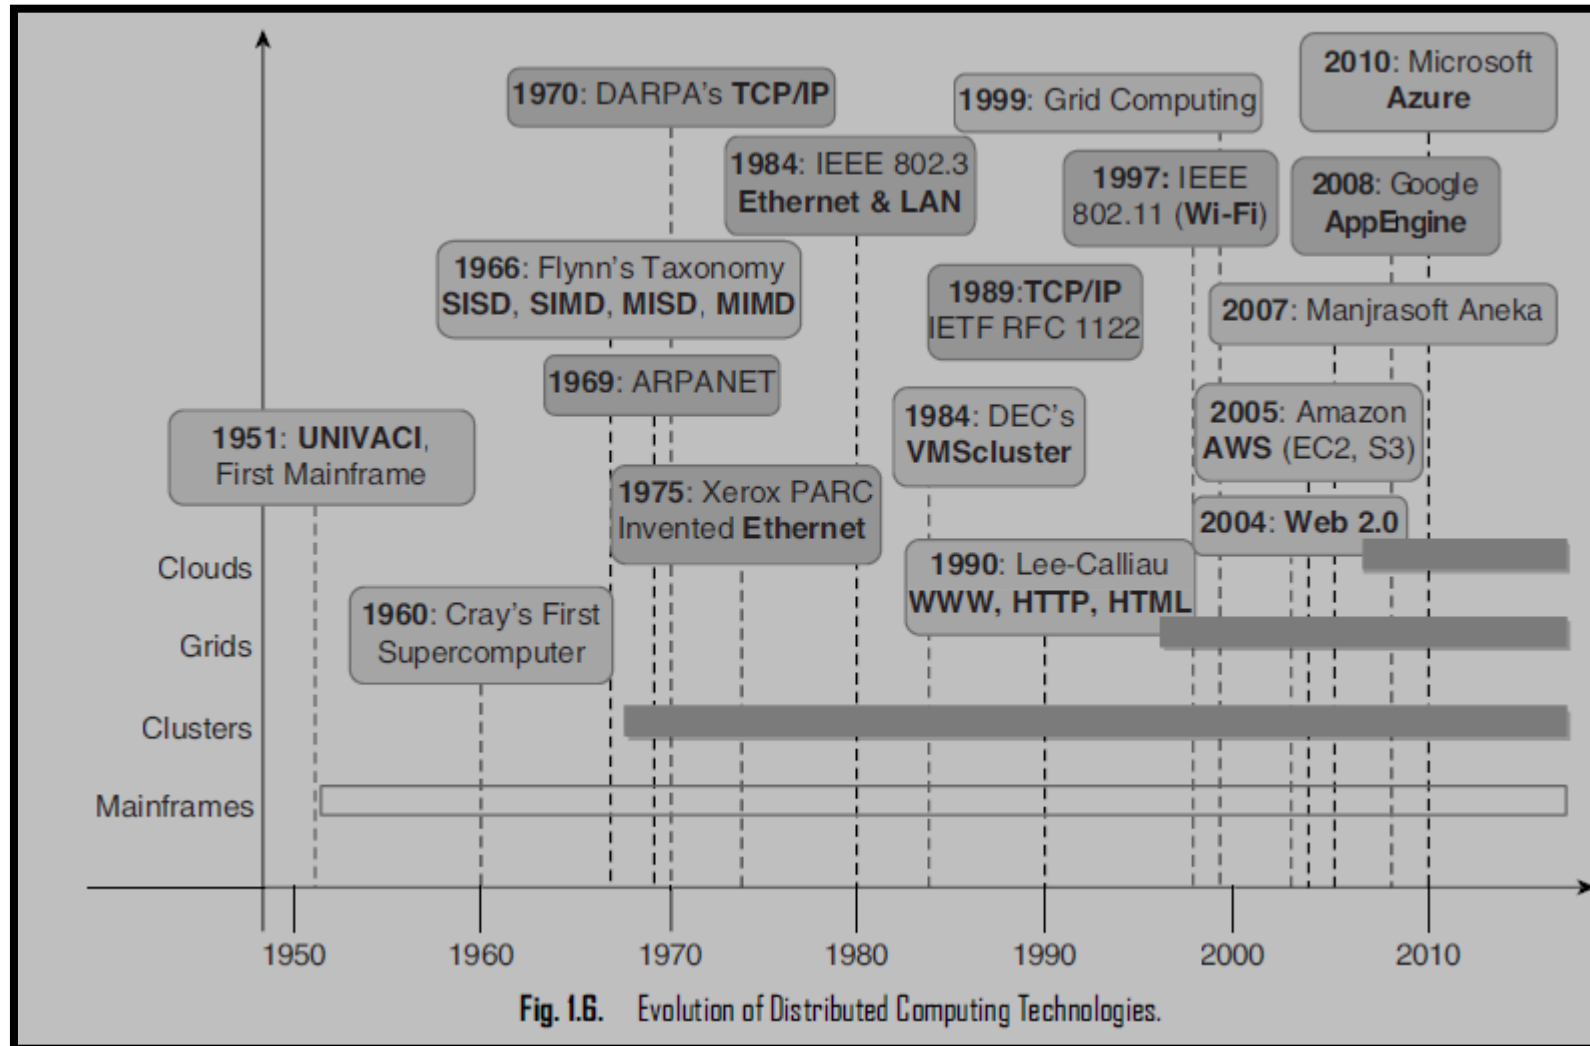 2010: Microsoft
Azure
1970: DARPA's TCP/IP
1999: Grid Computing
1984: IEEE 802.3
Ethernet & LAN
1997: IEEE
802.11 (Wi-Fi)
2008: Google
AppEngine
1966: Flynn's Taxonomy
SISD, SIMD, MISD, MIMD
1989:TCP/IP
IETF RFC 1122
2007: Manjrasoft Aneka
1969: ARPANET
1984: DEC's
VMScluster
2005: Amazon
AWS (EC2, S3)
1951: UNIVACI,
First Mainframe
1975: Xerox PARC
Invented Ethernet
2004: Web 2.0
1990: Lee-Calliau
WWW, HTTP, HTML
1960: Cray's First
Supercomputer
Clouds
Grids
Clusters
Mainframes
1950 1960 1970 1980 1990 2000 2010
Fig. 1.6. Evolution of Distributed Computing Technologies.